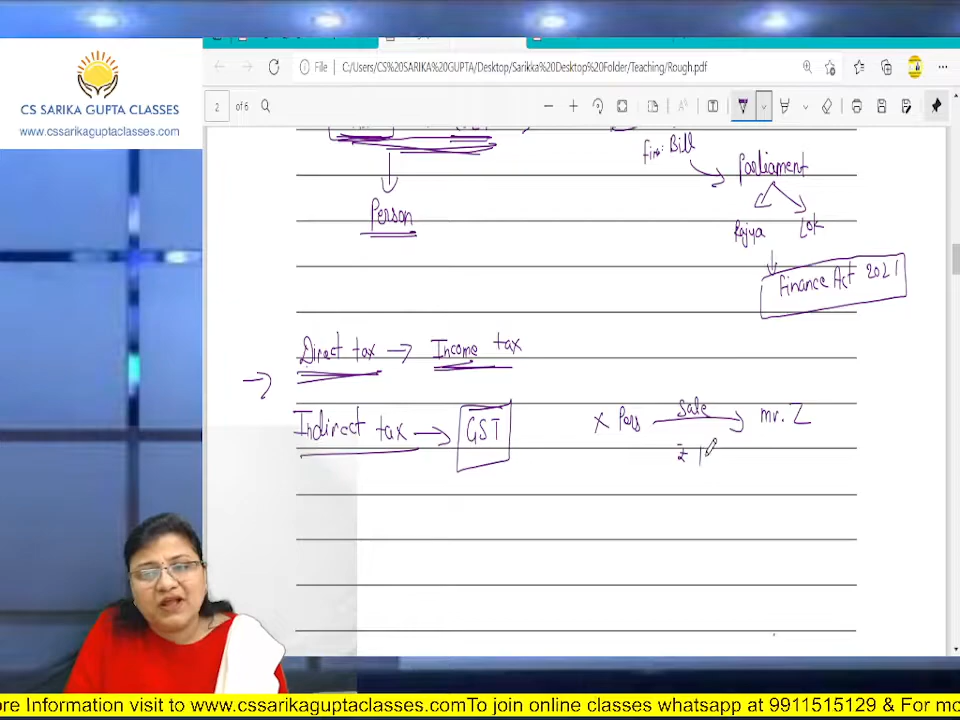 CS SARIKA GUPTA CLASSES
www.cssarikaguptaclasses.com
File C:/Users/CS%20SARIKA%20GUPTA/Desktop/Sarikka%20Desktop%20Folder/Teaching/Rough.pdf
2 of 6
Bill
Parliament
Person
Rajya Lok
Finance Act 2021
Direct tax → Income tax
→
Indirect tax → GST
X Pers Sale Mr. Z
₹ 1
ore Information visit to www.cssarikaguptaclasses.comTo join online classes whatsapp at 9911515129 & For mo